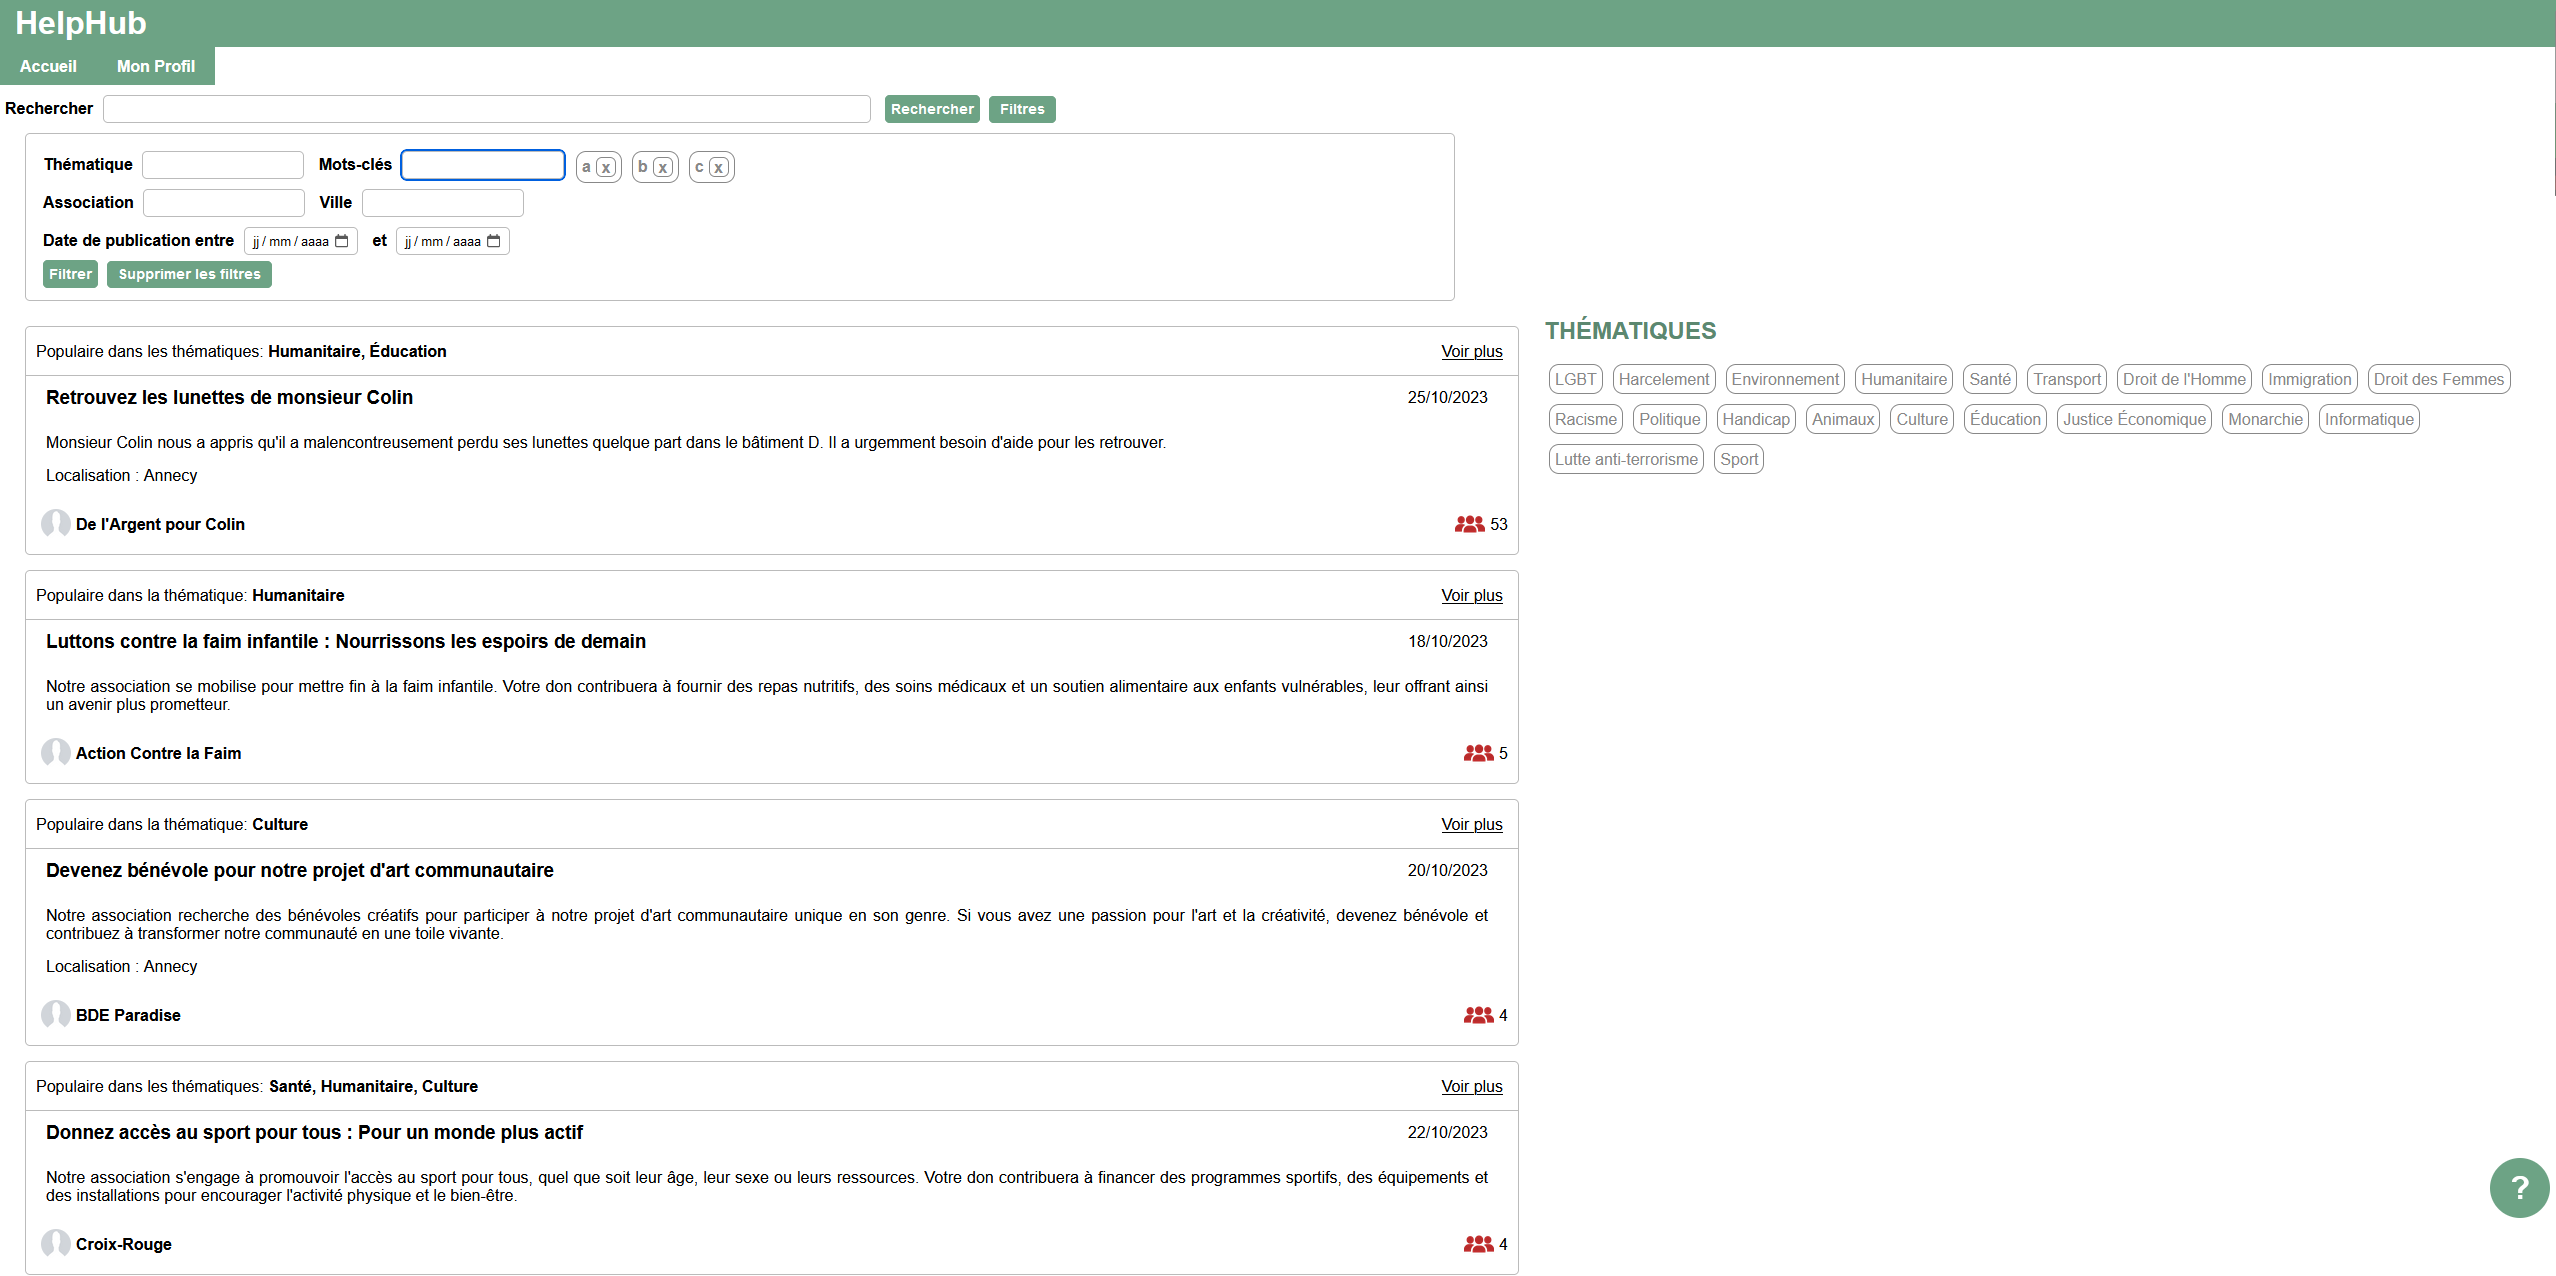 HelpHub
Accueil Mon Profil
Rechercher Rechercher Filtres
Thématique Mots-clés a x b x c x
Association Ville
Date de publication entre jj / mm / aaaa et jj / mm / aaaa
Filtrer Supprimer les filtres
Populaire dans les thématiques: Humanitaire, Éducation Voir plus
Retrouvez les lunettes de monsieur Colin 25/10/2023
Monsieur Colin nous a appris qu'il a malencontreusement perdu ses lunettes quelque part dans le bâtiment D. Il a urgemment besoin d'aide pour les retrouver.
Localisation : Annecy
De l'Argent pour Colin 53
Populaire dans la thématique: Humanitaire Voir plus
Luttons contre la faim infantile : Nourrissons les espoirs de demain 18/10/2023
Notre association se mobilise pour mettre fin à la faim infantile. Votre don contribuera à fournir des repas nutritifs, des soins médicaux et un soutien alimentaire aux enfants vulnérables, leur offrant ainsi
un avenir plus prometteur.
Action Contre la Faim 5
Populaire dans la thématique: Culture Voir plus
Devenez bénévole pour notre projet d'art communautaire 20/10/2023
Notre association recherche des bénévoles créatifs pour participer à notre projet d'art communautaire unique en son genre. Si vous avez une passion pour l'art et la créativité, devenez bénévole et
contribuez à transformer notre communauté en une toile vivante.
Localisation : Annecy
BDE Paradise 4
Populaire dans les thématiques: Santé, Humanitaire, Culture Voir plus
Donnez accès au sport pour tous : Pour un monde plus actif 22/10/2023
Notre association s'engage à promouvoir l'accès au sport pour tous, quel que soit leur âge, leur sexe ou leurs ressources. Votre don contribuera à financer des programmes sportifs, des équipements et
des installations pour encourager l'activité physique et le bien-être.
Croix-Rouge 4
THÉMATIQUES
LGBT Harcelement Environnement Humanitaire Santé Transport Droit de l'Homme Immigration Droit des Femmes
Racisme Politique Handicap Animaux Culture Éducation Justice Économique Monarchie Informatique
Lutte anti-terrorisme Sport
?